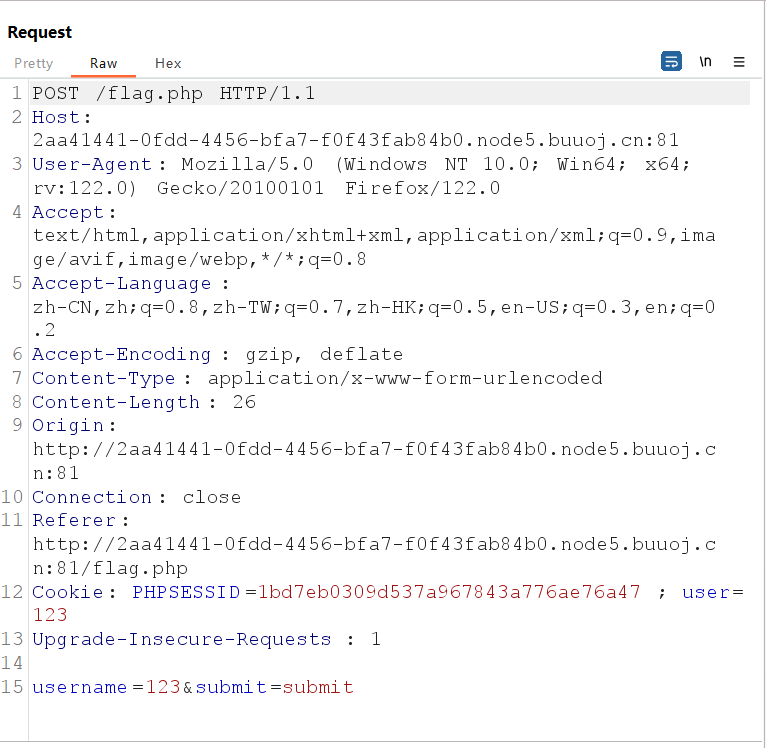 Request
Pretty Raw Hex \n
1 POST /flag.php HTTP/1.1
2 Host:
2aa41441-0fdd-4456-bfa7-f0f43fab84b0.node5.buuoj.cn:81
3 User-Agent: Mozilla/5.0 (Windows NT 10.0; Win64; x64;
rv:122.0) Gecko/20100101 Firefox/122.0
4 Accept:
text/html,application/xhtml+xml,application/xml;q=0.9,ima
ge/avif,image/webp,*/*;q=0.8
5 Accept-Language :
zh-CN,zh;q=0.8,zh-TW;q=0.7,zh-HK;q=0.5,en-US;q=0.3,en;q=0
.2
6 Accept-Encoding : gzip, deflate
7 Content-Type : application/x-www-form-urlencoded
8 Content-Length : 26
9 Origin:
http://2aa41441-0fdd-4456-bfa7-f0f43fab84b0.node5.buuoj.c
n:81
10 Connection : close
11 Referer:
http://2aa41441-0fdd-4456-bfa7-f0f43fab84b0.node5.buuoj.c
n:81/flag.php
12 Cookie: PHPSESSID=1bd7eb0309d537a967843a776ae76a47 ; user=
123
13 Upgrade-Insecure-Requests : 1
14
15 username=123&submit=submit